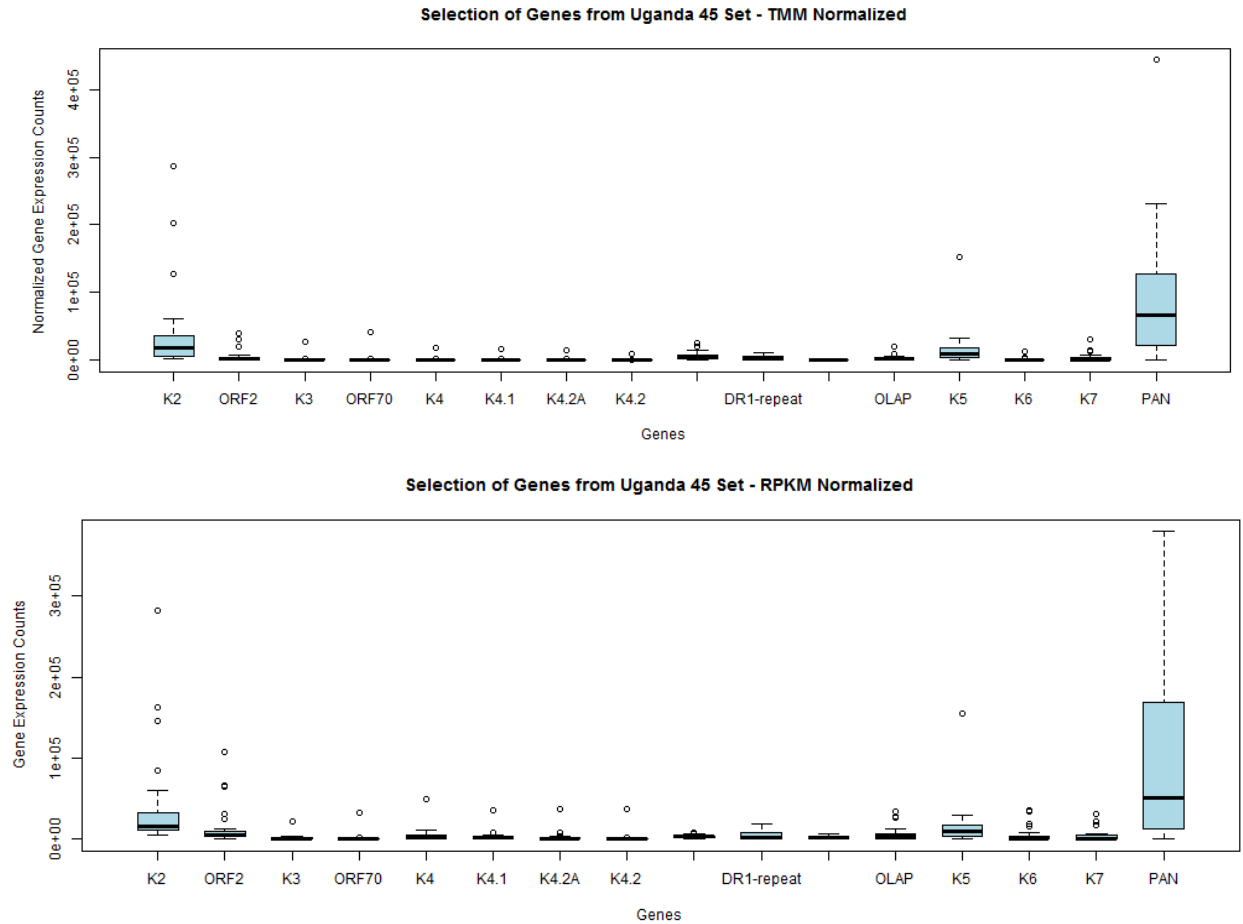 Selection of Genes from Uganda 45 Set - TMM Normalized
Normalized Gene Expression Counts
4e+05
3e+05
2e+05
1e+05
0e+00
K2 ORF2 K3 ORF70 K4 K4.1 K4.2A K4.2 DR1-repeat OLAP K5 K6 K7 PAN
Genes
Selection of Genes from Uganda 45 Set - RPKM Normalized
Gene Expression Counts
3e+05
2e+05
1e+05
0e+00
K2 ORF2 K3 ORF70 K4 K4.1 K4.2A K4.2 DR1-repeat OLAP K5 K6 K7 PAN
Genes